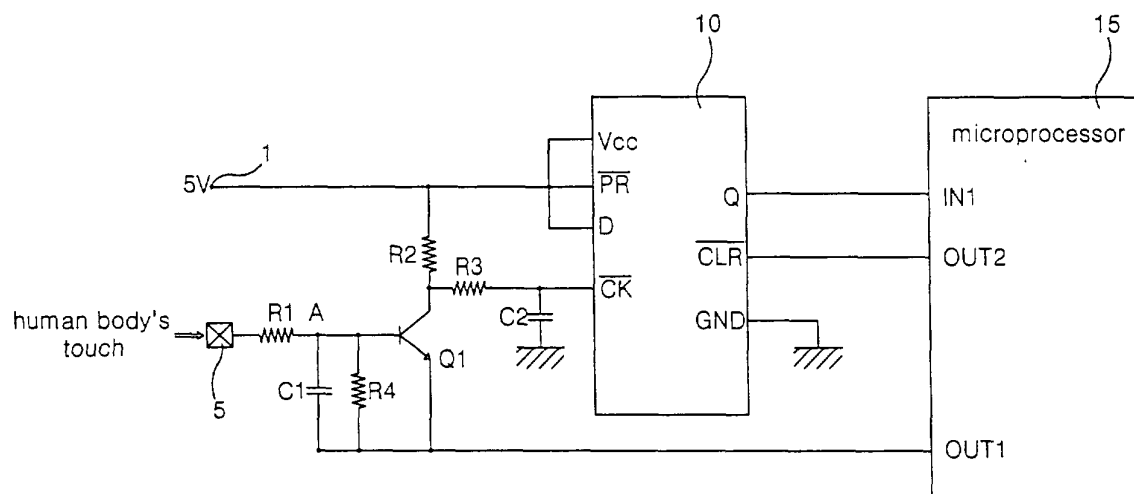 10
15
microprocessor
1
5V
Vcc
PR
D
Q
IN1
R2
R3
CLR
OUT2
CK
human body's
touch
R1
A
C2
GND
Q1
5
C1
R4
OUT1